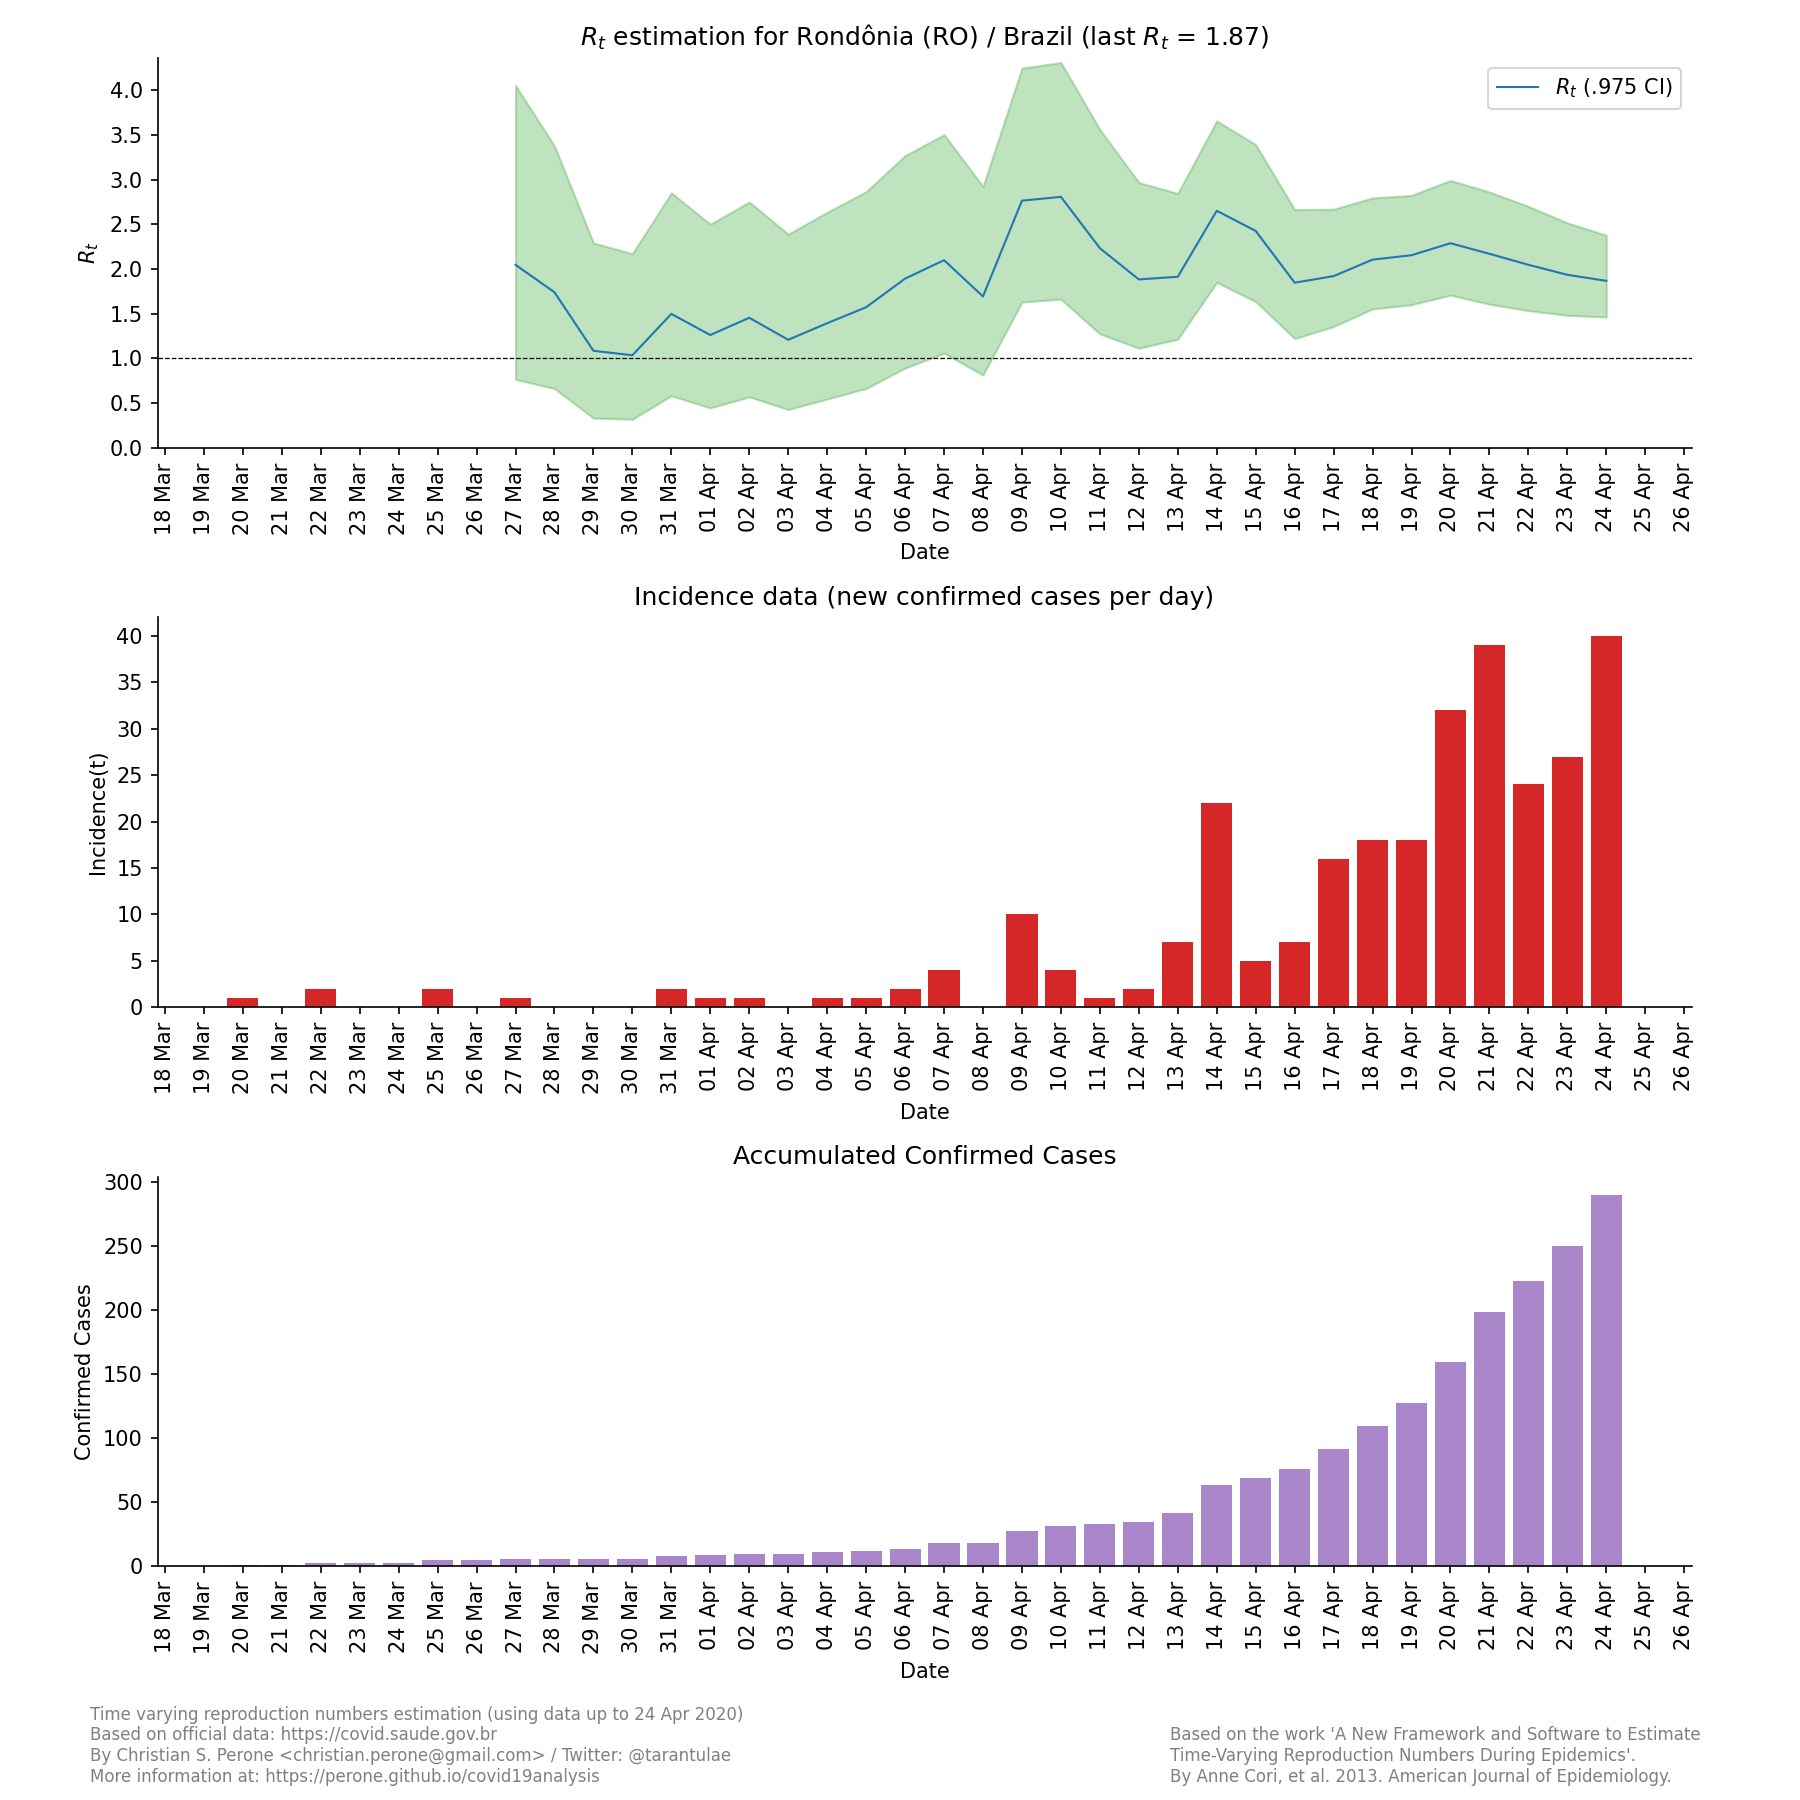 R_t estimation for Rondônia (RO) / Brazil (last R_t = 1.87)
R_t (.975 CI)
R_t
4.0
3.5
3.0
2.5
2.0
1.5
1.0
0.5
0.0
18 Mar 19 Mar 20 Mar 21 Mar 22 Mar 23 Mar 24 Mar 25 Mar 26 Mar 27 Mar 28 Mar 29 Mar 30 Mar 31 Mar 01 Apr 02 Apr 03 Apr 04 Apr 05 Apr 06 Apr 07 Apr 08 Apr 09 Apr 10 Apr 11 Apr 12 Apr 13 Apr 14 Apr 15 Apr 16 Apr 17 Apr 18 Apr 19 Apr 20 Apr 21 Apr 22 Apr 23 Apr 24 Apr 25 Apr 26 Apr
Date
Incidence data (new confirmed cases per day)
Incidence(t)
40
35
30
25
20
15
10
5
0
18 Mar 19 Mar 20 Mar 21 Mar 22 Mar 23 Mar 24 Mar 25 Mar 26 Mar 27 Mar 28 Mar 29 Mar 30 Mar 31 Mar 01 Apr 02 Apr 03 Apr 04 Apr 05 Apr 06 Apr 07 Apr 08 Apr 09 Apr 10 Apr 11 Apr 12 Apr 13 Apr 14 Apr 15 Apr 16 Apr 17 Apr 18 Apr 19 Apr 20 Apr 21 Apr 22 Apr 23 Apr 24 Apr 25 Apr 26 Apr
Date
Accumulated Confirmed Cases
Confirmed Cases
300
250
200
150
100
50
0
18 Mar 19 Mar 20 Mar 21 Mar 22 Mar 23 Mar 24 Mar 25 Mar 26 Mar 27 Mar 28 Mar 29 Mar 30 Mar 31 Mar 01 Apr 02 Apr 03 Apr 04 Apr 05 Apr 06 Apr 07 Apr 08 Apr 09 Apr 10 Apr 11 Apr 12 Apr 13 Apr 14 Apr 15 Apr 16 Apr 17 Apr 18 Apr 19 Apr 20 Apr 21 Apr 22 Apr 23 Apr 24 Apr 25 Apr 26 Apr
Date
Time varying reproduction numbers estimation (using data up to 24 Apr 2020)
Based on official data: https://covid.saude.gov.br
By Christian S. Perone <christian.perone@gmail.com> / Twitter: @tarantulae
More information at: https://perone.github.io/covid19analysis
Based on the work 'A New Framework and Software to Estimate
Time-Varying Reproduction Numbers During Epidemics'.
By Anne Cori, et al. 2013. American Journal of Epidemiology.